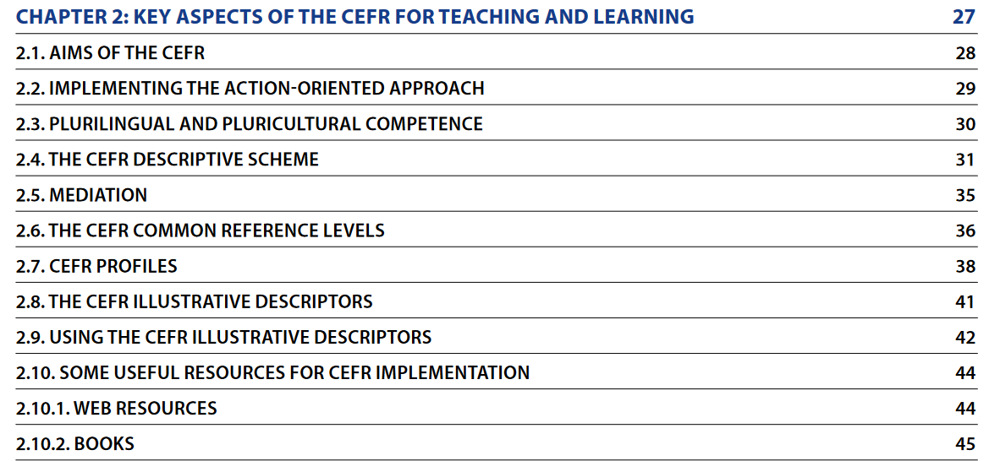 CHAPTER 2: KEY ASPECTS OF THE CEFR FOR TEACHING AND LEARNING 27
2.1. AIMS OF THE CEFR 28
2.2. IMPLEMENTING THE ACTION-ORIENTED APPROACH 29
2.3. PLURILINGUAL AND PLURICULTURAL COMPETENCE 30
2.4. THE CEFR DESCRIPTIVE SCHEME 31
2.5. MEDIATION 35
2.6. THE CEFR COMMON REFERENCE LEVELS 36
2.7. CEFR PROFILES 38
2.8. THE CEFR ILLUSTRATIVE DESCRIPTORS 41
2.9. USING THE CEFR ILLUSTRATIVE DESCRIPTORS 42
2.10. SOME USEFUL RESOURCES FOR CEFR IMPLEMENTATION 44
2.10.1. WEB RESOURCES 44
2.10.2. BOOKS 45